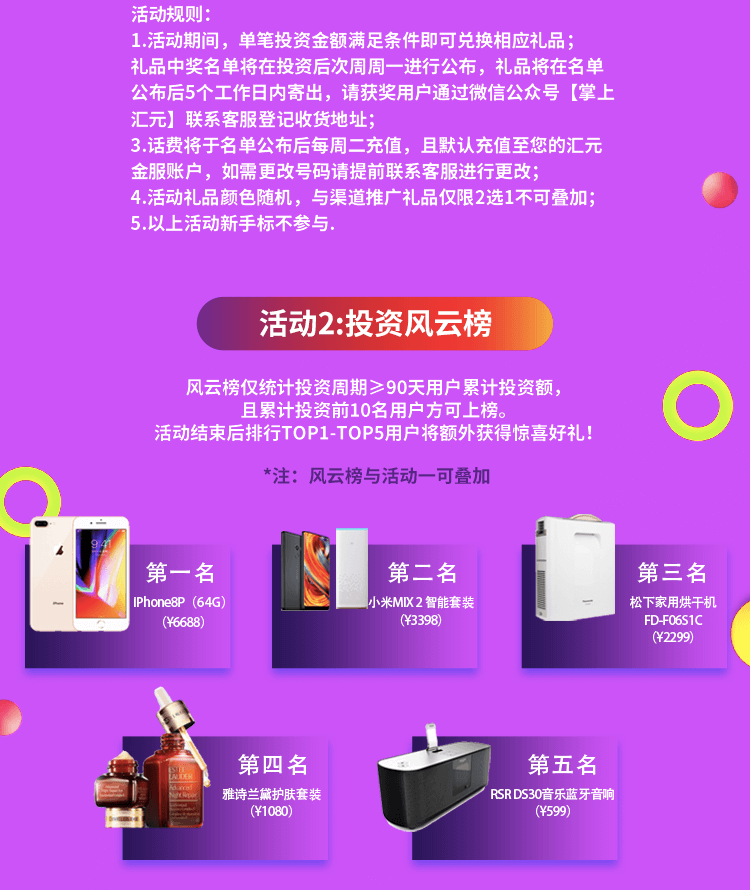 活动规则：
1.活动期间，单笔投资金额满足条件即可兑换相应礼品；
礼品中奖名单将在投资后次周周一进行公布，礼品将在名单
公布后5个工作日内寄出，请获奖用户通过微信公众号【掌上
汇元】联系客服登记收货地址；
3.话费将于名单公布后每周二充值，且默认充值至您的汇元
金服账户，如需更改号码请提前联系客服进行更改；
4.活动礼品颜色随机，与渠道推广礼品仅限2选1不可叠加；
5.以上活动新手标不参与.
活动2:投资风云榜
风云榜仅统计投资周期≥90天用户累计投资额，
且累计投资前10名用户方可上榜。
活动结束后排行TOP1-TOP5用户将额外获得惊喜好礼！
*注：风云榜与活动一可叠加
9:41
iPhone
第一名
IPhone8P（64G）
（¥6688）
第二名
小米MIX 2 智能套装
（¥3398）
第三名
松下家用烘干机
FD-F06S1C
（¥2299）
ESTEE
LAUDER
Advanced
Night Repair
第四名
雅诗兰黛护肤套装
（¥1080）
第五名
RSR DS30音乐蓝牙音响
（¥599）